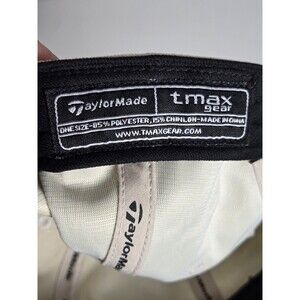 TaylorMade
tmax
gear
ONE SIZE-85% POLYESTER, 15% CHINLON-MADE IN CHINA
WWW.TMAXGEAR.COM
TaylorMade